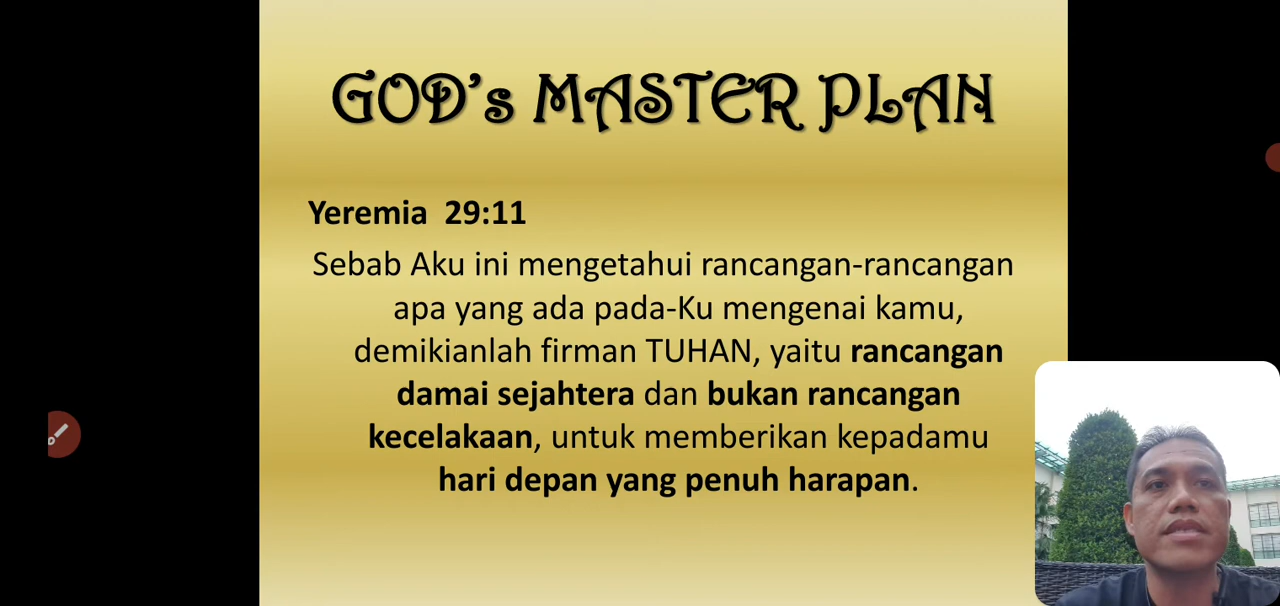 GOD's MASTER PLAN
Yeremia 29:11
Sebab Aku ini mengetahui rancangan-rancangan
apa yang ada pada-Ku mengenai kamu,
demikianlah firman TUHAN, yaitu rancangan
damai sejahtera dan bukan rancangan
kecelakaan, untuk memberikan kepadamu
hari depan yang penuh harapan.